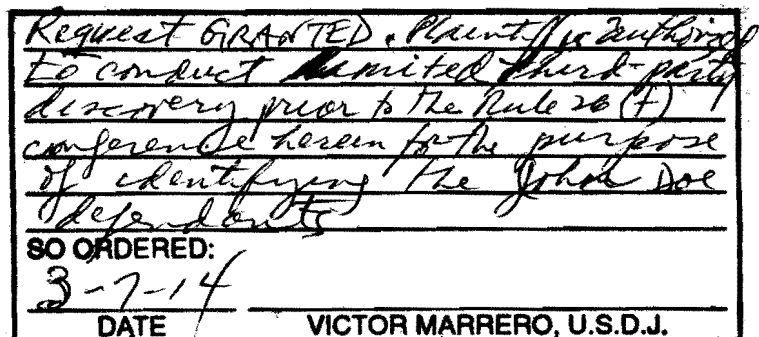 Request GRANTED. Plaintiff is authorized
to conduct limited third-party
discovery prior to the Rule 26(f)
conference herein for the purpose
of identifying the John Doe
defendants
SO ORDERED:
3-7-14
DATE VICTOR MARRERO, U.S.D.J.